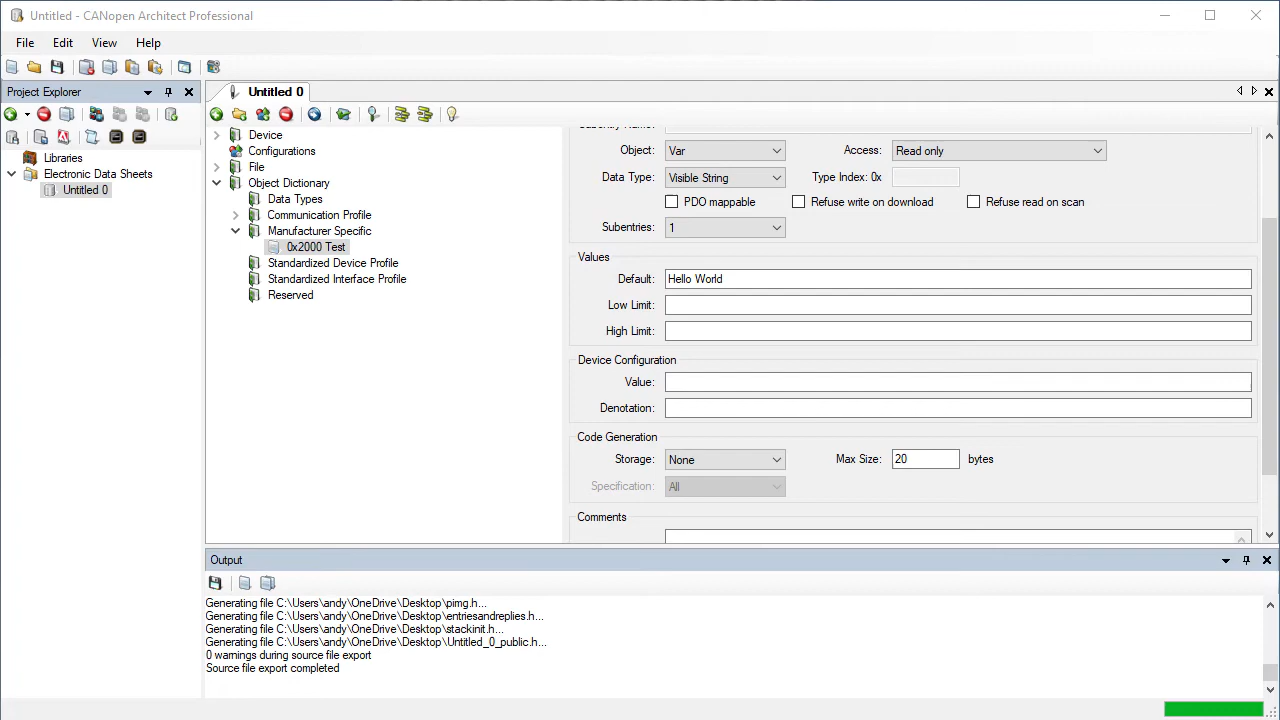 Untitled - CANopen Architect Professional
File Edit View Help
Project Explorer
Untitled 0
Libraries
Electronic Data Sheets
Untitled 0
Device
Configurations
File
Object Dictionary
Data Types
Communication Profile
Manufacturer Specific
0x2000 Test
Standardized Device Profile
Standardized Interface Profile
Reserved
Object: Var Access: Read only
Data Type: Visible String Type Index: 0x
PDO mappable Refuse write on download Refuse read on scan
Subentries: 1
Values
Default: Hello World
Low Limit:
High Limit:
Device Configuration
Value:
Denotation:
Code Generation
Storage: None Max Size: 20 bytes
Specification: All
Comments
Output
Generating file C:\Users\andy\OneDrive\Desktop\pimg.h...
Generating file C:\Users\andy\OneDrive\Desktop\entriesandreplies.h...
Generating file C:\Users\andy\OneDrive\Desktop\stackinit.h...
Generating file C:\Users\andy\OneDrive\Desktop\Untitled_0_public.h...
0 warnings during source file export
Source file export completed